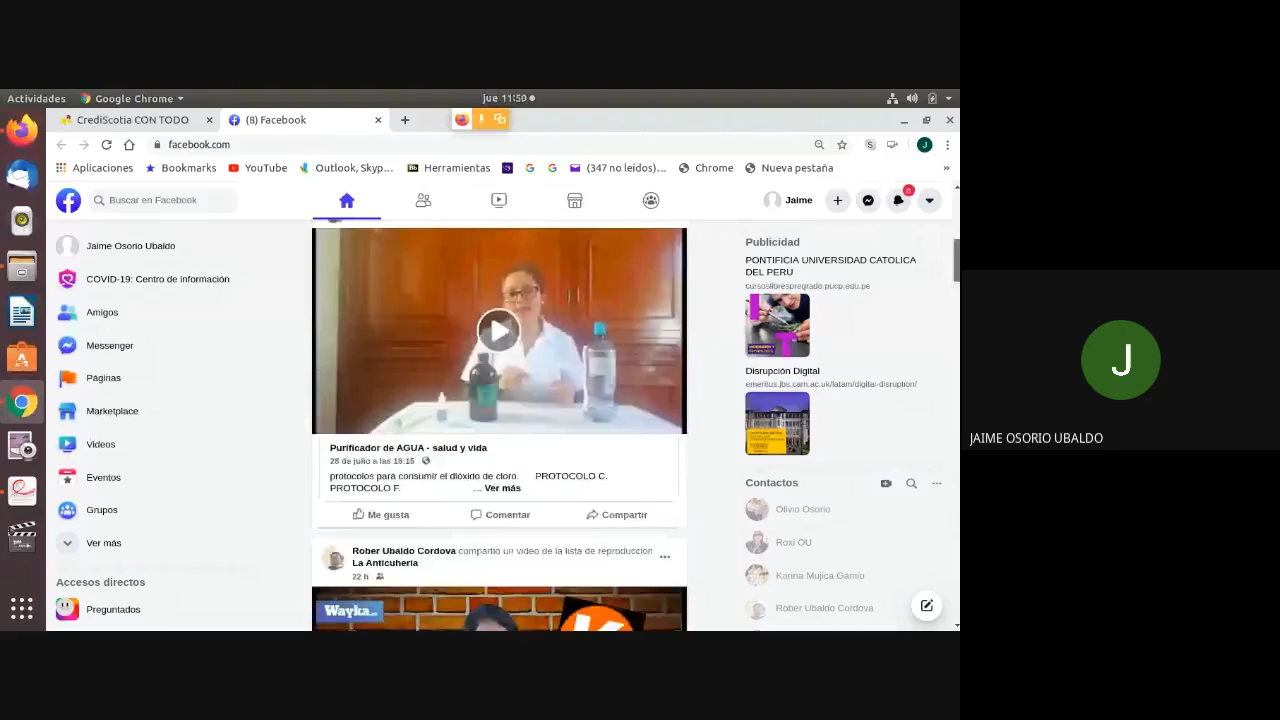 Actividades
Google Chrome
jue 11:50
CrediScotia CON TODO
(8) Facebook
facebook.com
Aplicaciones
Bookmarks
YouTube
Outlook, Skyp...
Herramientas
(347 no leídos)...
Chrome
Nueva pestaña
»
Buscar en Facebook
Jaime
8
Jaime Osorio Ubaldo
COVID-19: Centro de información
Amigos
Messenger
Páginas
Marketplace
Videos
Eventos
Grupos
Ver más
Accesos directos
Preguntados
Purificador de AGUA - salud y vida
28 de julio a las 18:15
protocolos para consumir el dióxido de cloro. PROTOCOLO C.
PROTOCOLO F. ... Ver más
Me gusta
Comentar
Compartir
Rober Ubaldo Cordova compartió un video de la lista de reproducción
La Anticucheria
22 h
Wayka
Publicidad
PONTIFICIA UNIVERSIDAD CATOLICA
DEL PERU
cursoslibrespregrado.pucp.edu.pe
Disrupción Digital
emeritus.jbs.cam.ac.uk/latam/digital-disruption/
Contactos
Olivio Osorio
Roxi OU
Karina Mujica Gamio
Rober Ubaldo Cordova
J
JAIME OSORIO UBALDO